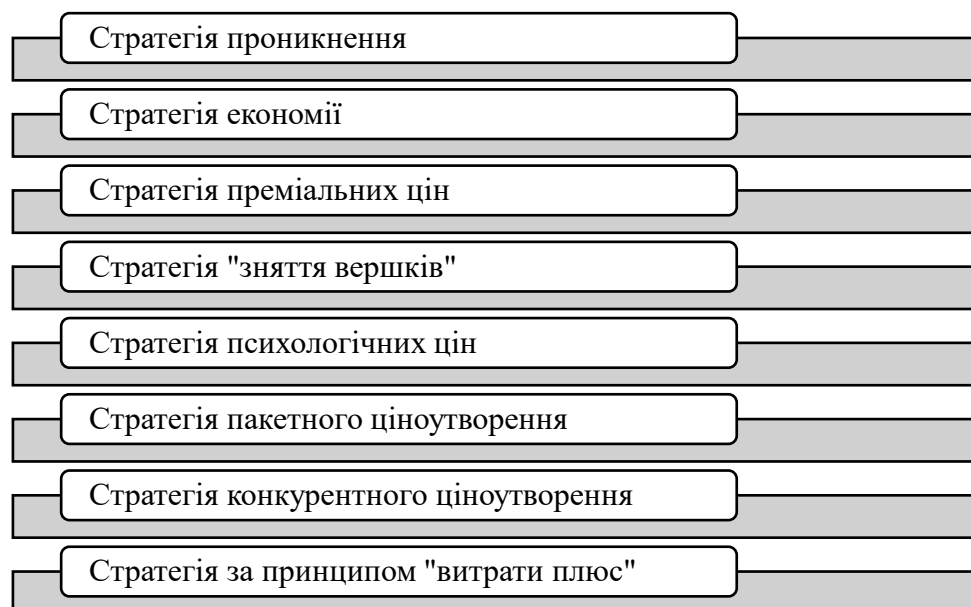 Стратегія проникнення
Стратегія економії
Стратегія преміальних цін
Стратегія "зняття вершків"
Стратегія психологічних цін
Стратегія пакетного ціноутворення
Стратегія конкурентного ціноутворення
Стратегія за принципом "витрати плюс"